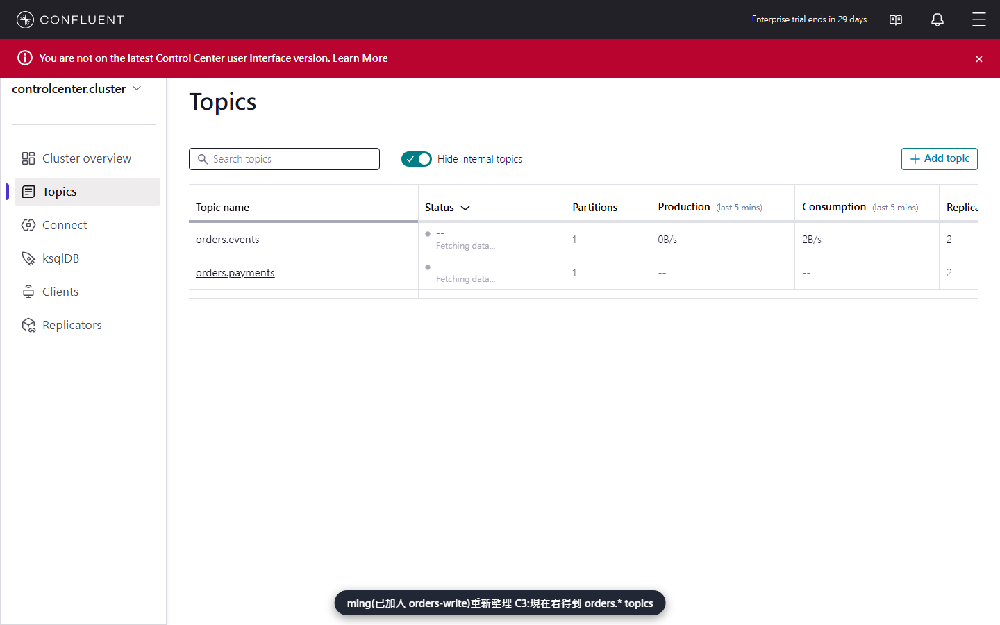 CONFLUENT
Enterprise trial ends in 29 days
You are not on the latest Control Center user interface version. Learn More
controlcenter.cluster
Cluster overview
Topics
Connect
ksqlDB
Clients
Replicators
Topics
Search topics
Hide internal topics
Add topic
Topic name Status Partitions Production (last 5 mins) Consumption (last 5 mins) Replica
orders.events -- 1 0B/s 2B/s 2
Fetching data...
orders.payments -- 1 -- -- 2
Fetching data...
ming(已加入 orders-write)重新整理 C3:現在看得到 orders.* topics